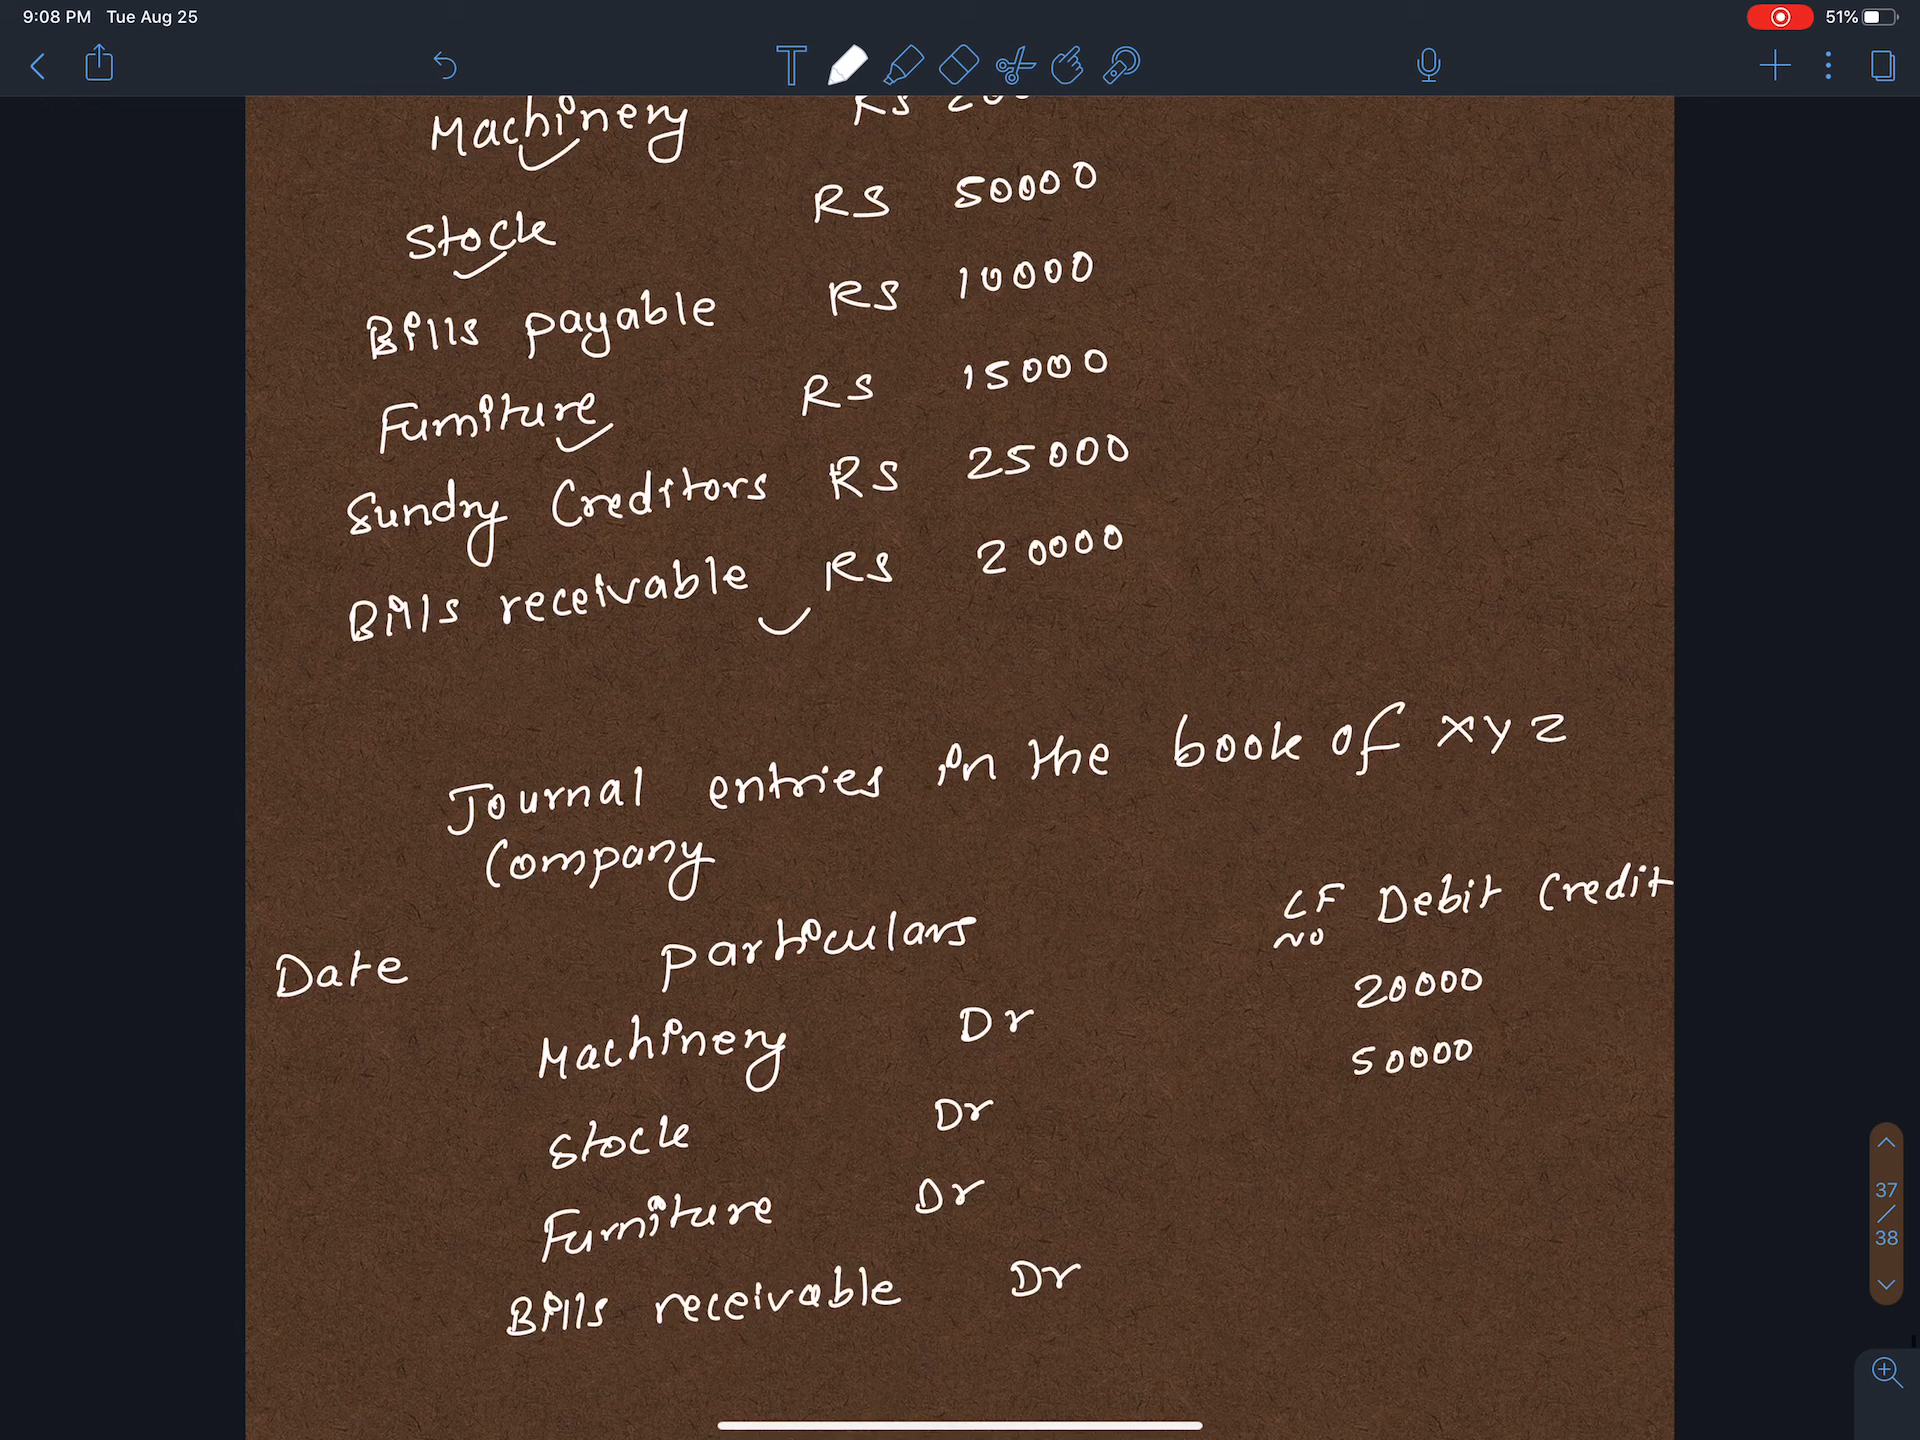 9:08 PM Tue Aug 25
51%
Machinery RS
Stock RS 50000
Bills payable RS 10000
Furniture RS 15000
Sundry Creditors RS 25000
Bills receivable RS 20000
Journal entries in the book of xyz
Company
Date particulars LF NO Debit Credit
Machinery Dr 20000
Stock Dr 50000
Furniture Dr
Bills receivable Dr
37
/
38